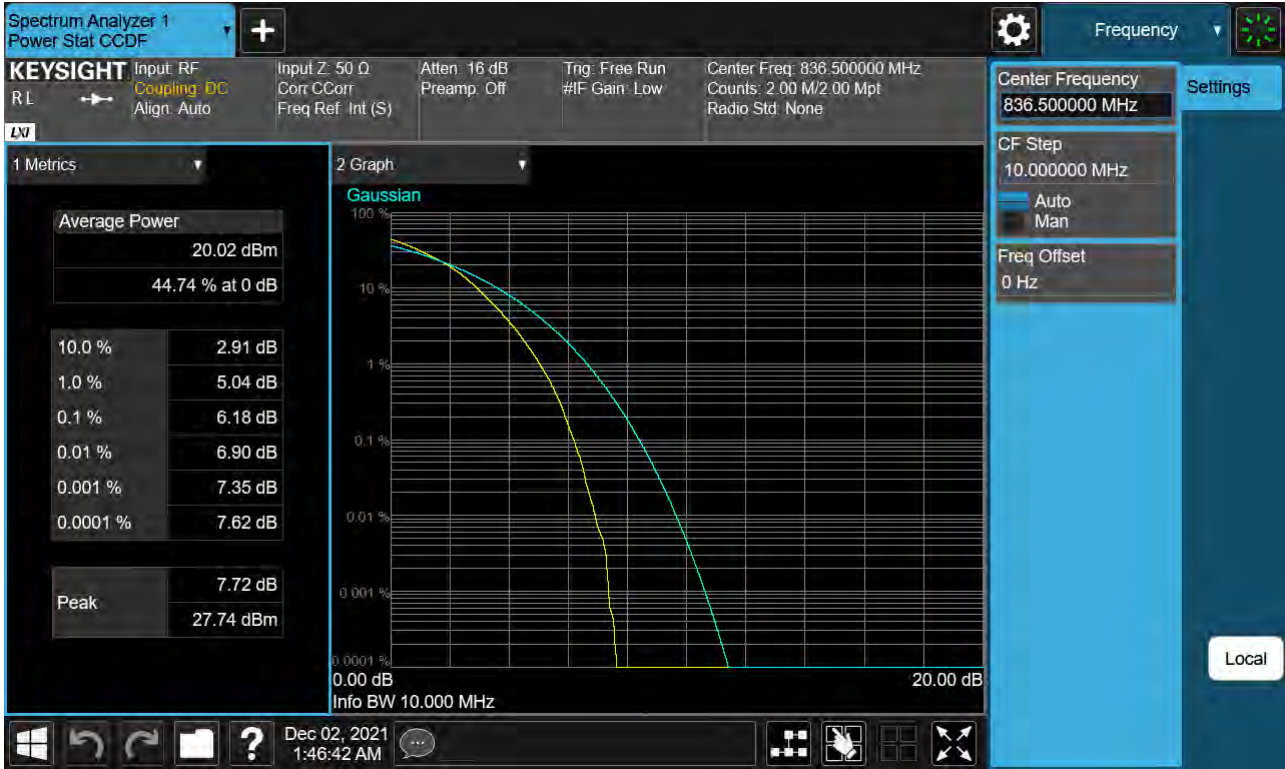 Spectrum Analyzer 1
Power Stat CCDF
+
Frequency
KEYSIGHT
R L
LXI
Input: RF
Coupling: DC
Align: Auto
Input Z: 50 Ω
Corr CCorr
Freq Ref: Int (S)
Atten: 16 dB
Preamp: Off
Trig: Free Run
#IF Gain: Low
Center Freq: 836.500000 MHz
Counts: 2.00 M/2.00 Mpt
Radio Std: None
Center Frequency
836.500000 MHz
Settings
CF Step
10.000000 MHz
Auto
Man
Freq Offset
0 Hz
Local
1 Metrics
Average Power
20.02 dBm
44.74 % at 0 dB
10.0 % 2.91 dB
1.0 % 5.04 dB
0.1 % 6.18 dB
0.01 % 6.90 dB
0.001 % 7.35 dB
0.0001 % 7.62 dB
Peak
7.72 dB
27.74 dBm
2 Graph
Gaussian
100 %
10 %
1 %
0.1 %
0.01 %
0.001 %
0.0001 %
0.00 dB 20.00 dB
Info BW 10.000 MHz
?
Dec 02, 2021
1:46:42 AM